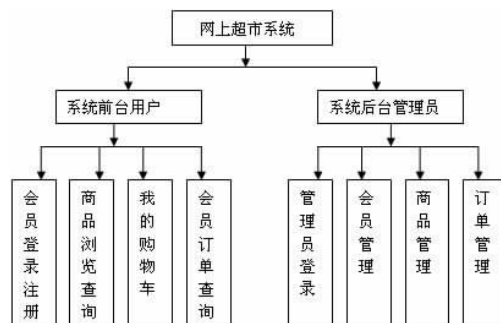 网上超市系统
系统前台用户
系统后台管理员
会员登录注册
商品浏览查询
我的购物车
会员订单查询
管理员登录
会员管理
商品管理
订单管理